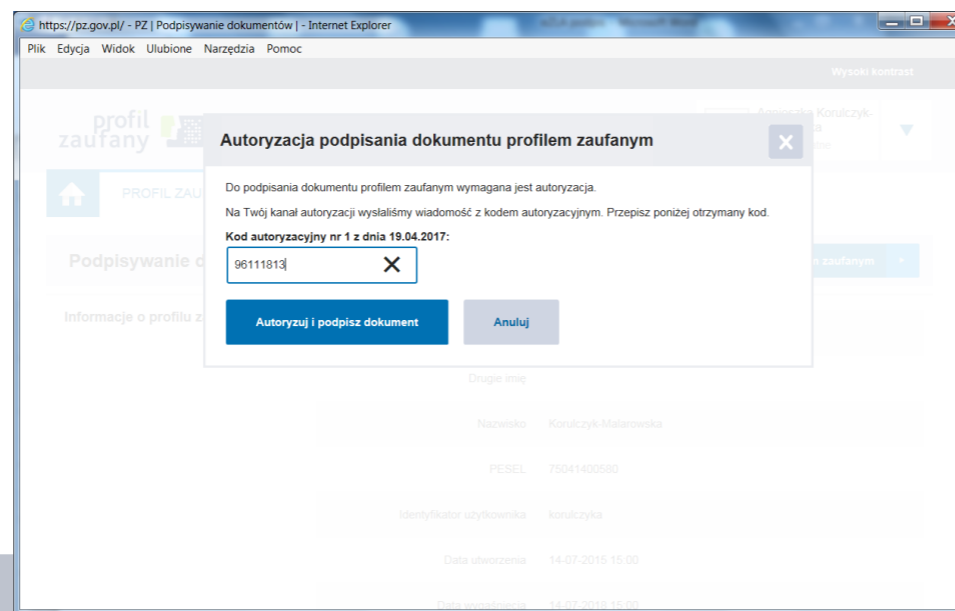 https://pz.gov.pl/ - PZ | Podpisywanie dokumentów | - Internet Explorer
Plik Edycja Widok Ulubione Narzędzia Pomoc
Wysoki kontrast
profil
zaufany
Autoryzacja podpisania dokumentu profilem zaufanym
PROFIL ZAU
Do podpisania dokumentu profilem zaufanym wymagana jest autoryzacja.
Na Twój kanał autoryzacji wysłaliśmy wiadomość z kodem autoryzacyjnym. Przepisz poniżej otrzymany kod.
Kod autoryzacyjny nr 1 z dnia 19.04.2017:
96111813
Podpisywanie d
zaufanym
Informacje o profilu z
Autoryzuj i podpisz dokument Anuluj
Drugie imię
Nazwisko Korulczyk-Malarowska
PESEL 75041400580
Identyfikator użytkownika korulczyka
Data utworzenia 14-07-2015 15:00
Data wygaśnięcia 14-07-2018 15:00